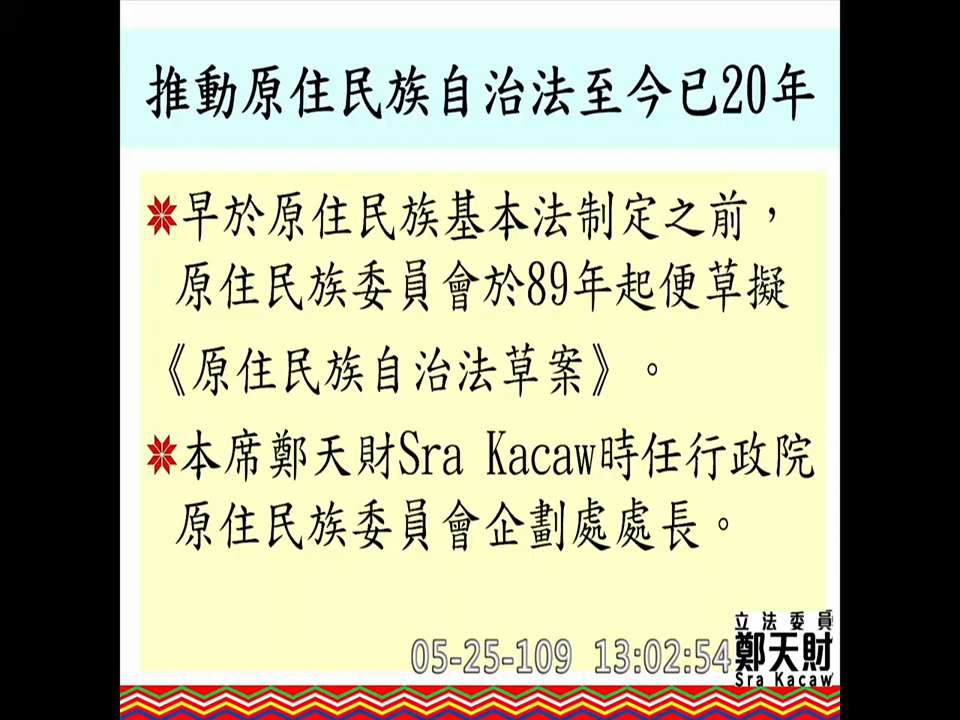 推動原住民族自治法至今已20年
早於原住民族基本法制定之前，
原住民族委員會於89年起便草擬
《原住民族自治法草案》。
本席鄭天財Sra Kacaw時任行政院
原住民族委員會企劃處處長。
05-25-109 13:02:54
立法委員
鄭天財
Sra Kacaw